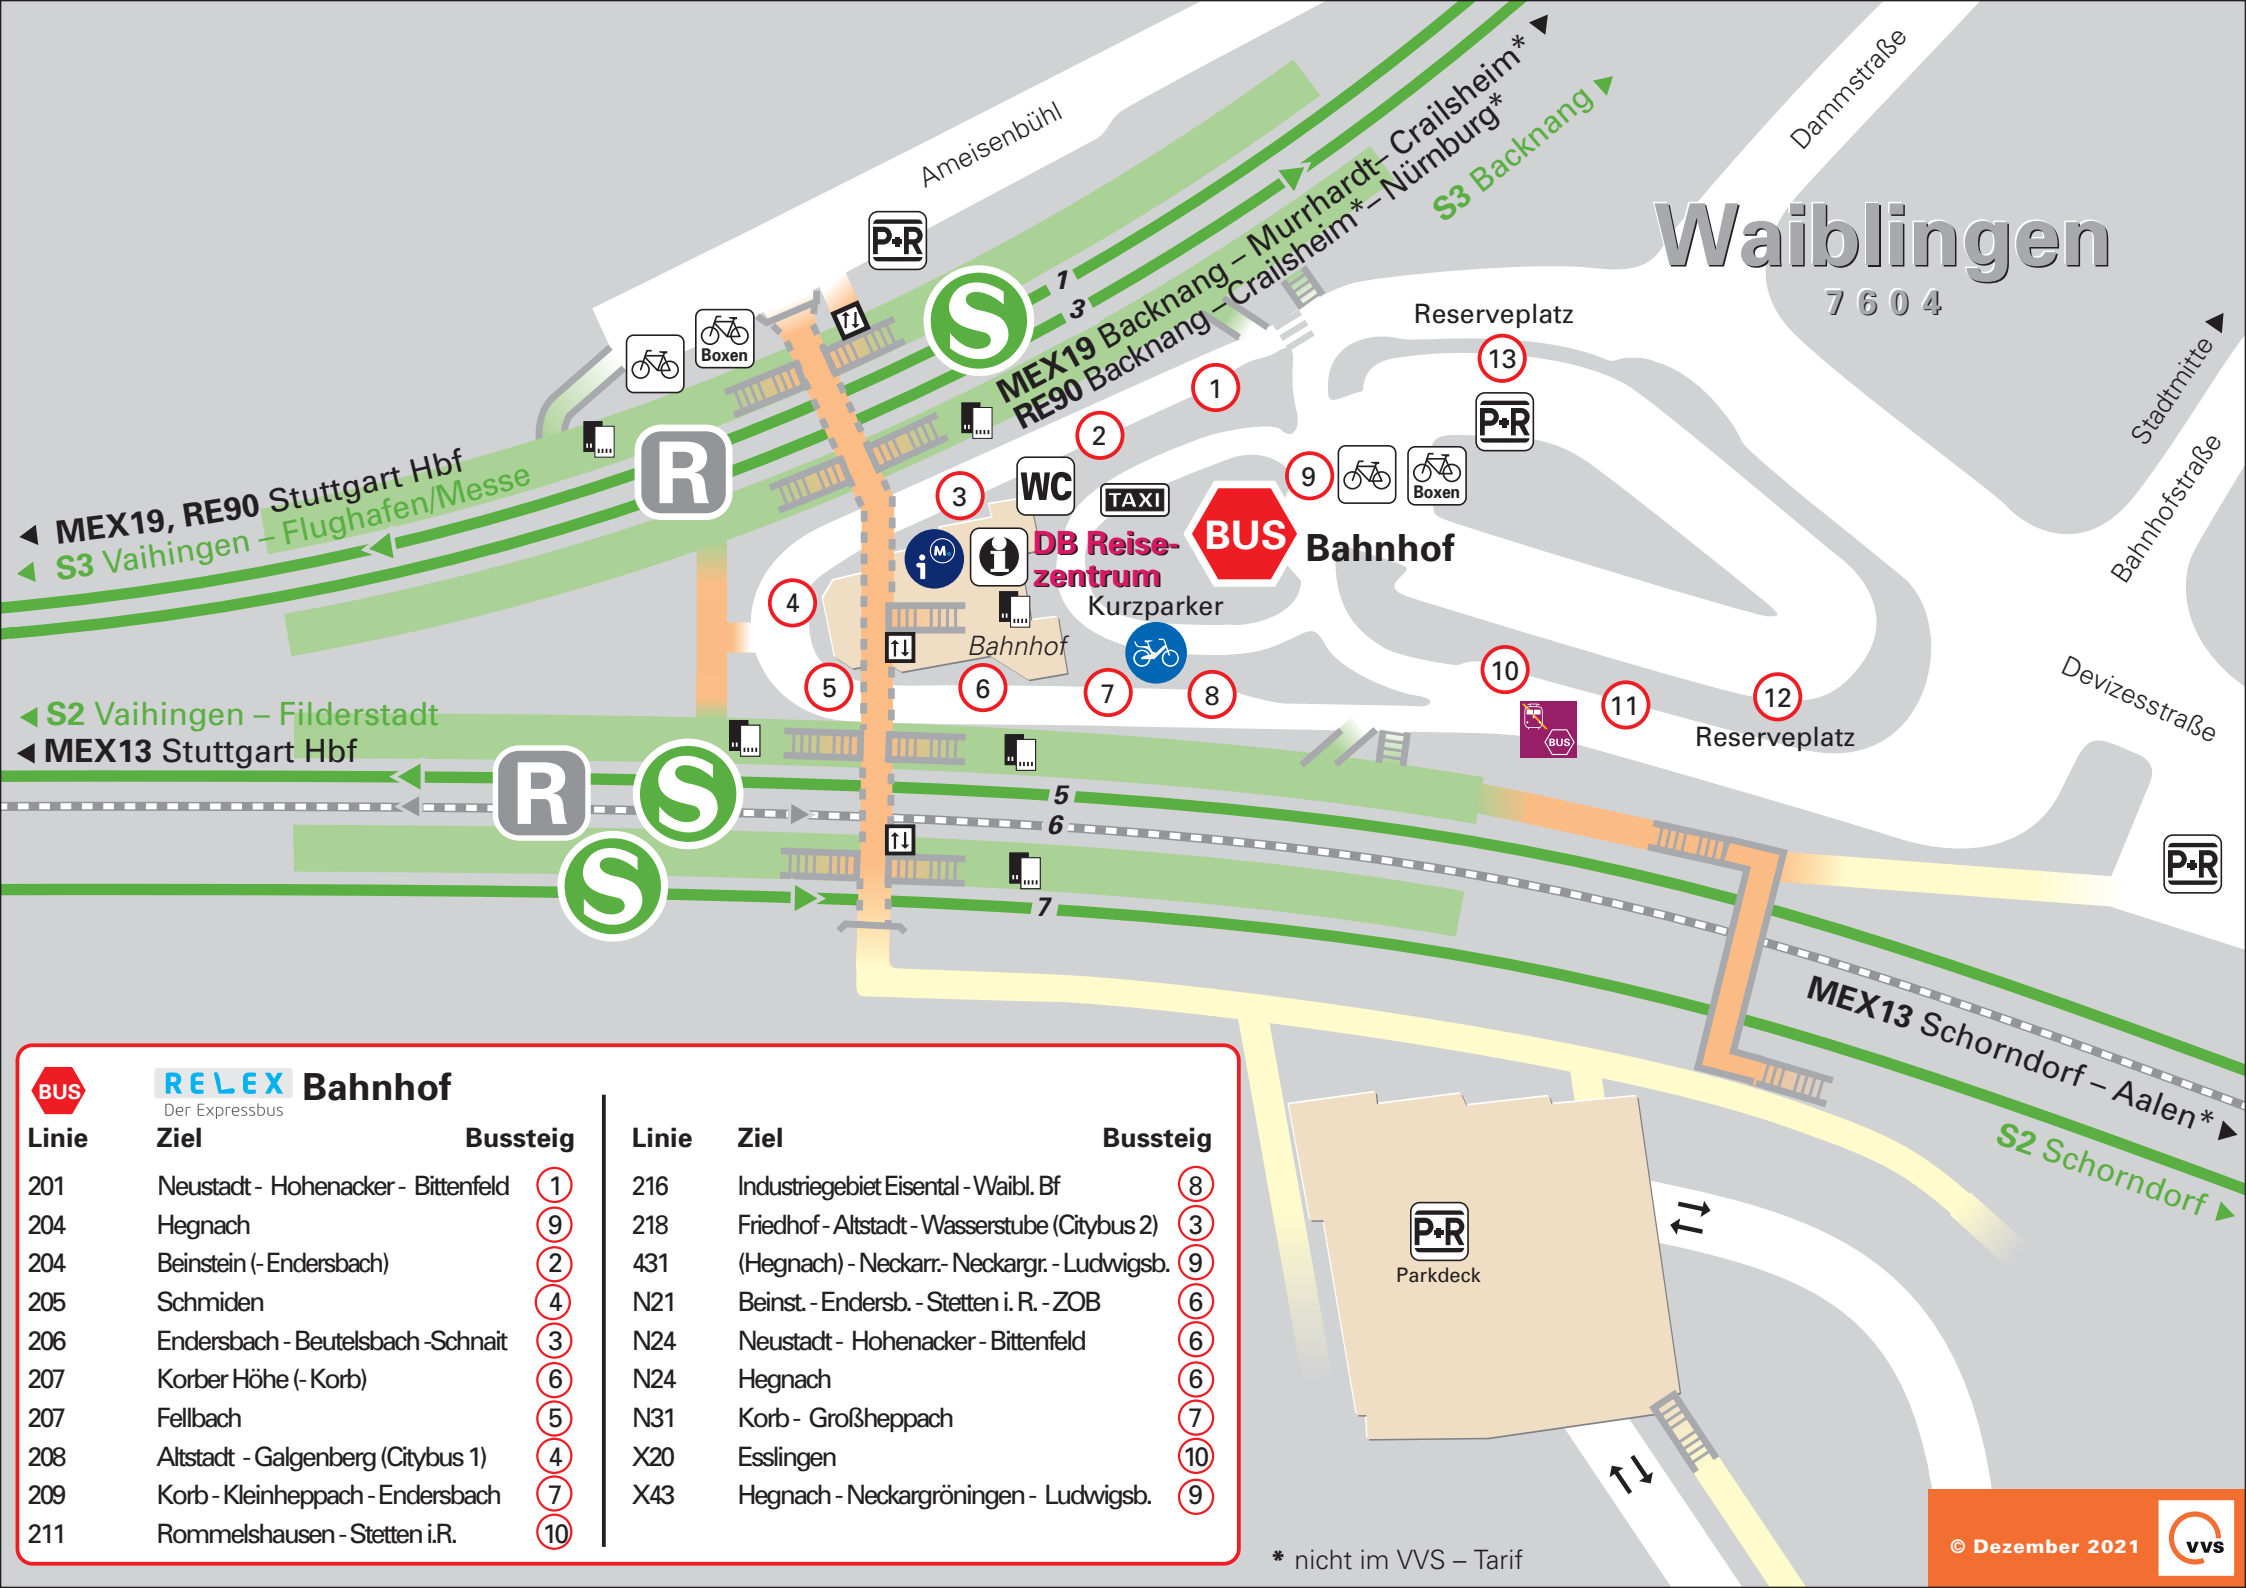 Ameisenbühl
Dammstraße
P+R
MEX19 Backnang – Murrhardt – Crailsheim*
RE90 Backnang – Crailsheim* – Nürnburg*
S3 Backnang
Waiblingen
7604
Stadtmitte
Bahnhofstraße
Devizesstraße
Boxen
S
1
3
Reserveplatz
13
P+R
1
2
3
WC
TAXI
9
Boxen
R
MEX19, RE90 Stuttgart Hbf
S3 Vaihingen – Flughafen/Messe
i M
i
DB Reise-
zentrum
BUS Bahnhof
Kurzparker
4
Bahnhof
5
6
7
8
10
11
12
Reserveplatz
BUS
S2 Vaihingen – Filderstadt
MEX13 Stuttgart Hbf
R
S
S
5
6
7
P+R
MEX13 Schorndorf – Aalen*
S2 Schorndorf
P+R
Parkdeck
BUS RELEX Bahnhof
Der Expressbus
Linie Ziel Bussteig
201 Neustadt - Hohenacker - Bittenfeld 1
204 Hegnach 9
204 Beinstein (- Endersbach) 2
205 Schmiden 4
206 Endersbach - Beutelsbach -Schnait 3
207 Korber Höhe (- Korb) 6
207 Fellbach 5
208 Altstadt - Galgenberg (Citybus 1) 4
209 Korb - Kleinheppach - Endersbach 7
211 Rommelshausen - Stetten i.R. 10
Linie Ziel Bussteig
216 Industriegebiet Eisental - Waibl. Bf 8
218 Friedhof - Altstadt - Wasserstube (Citybus 2) 3
431 (Hegnach) - Neckarr.- Neckargr. - Ludwigsb. 9
N21 Beinst. - Endersb. - Stetten i. R. - ZOB 6
N24 Neustadt - Hohenacker - Bittenfeld 6
N24 Hegnach 6
N31 Korb - Großheppach 7
X20 Esslingen 10
X43 Hegnach - Neckargröningen - Ludwigsb. 9
* nicht im VVS – Tarif
© Dezember 2021
VVS